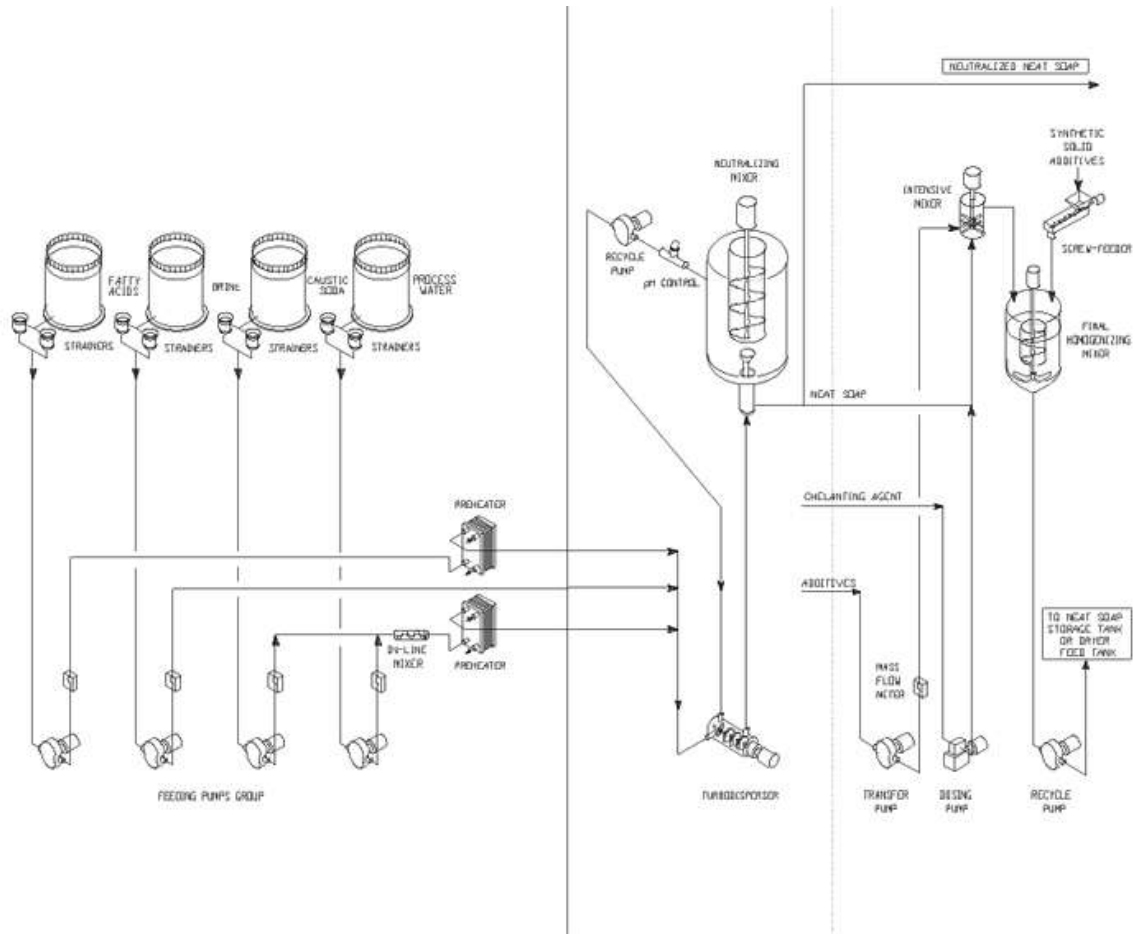 NEUTRALIZED NEAT SOAP
SYNTHETIC
SOLID
ADDITIVES
NEUTRALIZING
MIXER
INTENSIVE
MIXER
RECYCLE
PUMP
pH CONTROL
SCREW-FEEDER
FATTY
ACIDS
BRINE
CAUSTIC
SODA
PROCESS
WATER
STRAINERS
STRAINERS
STRAINERS
STRAINERS
FINAL
HOMOGENIZING
MIXER
NEAT SOAP
CHELANTING AGENT
PREHEATER
ADDITIVES
IN-LINE
MIXER
PREHEATER
TO NEAT SOAP
STORAGE TANK
OR DRYER
FEED TANK
MASS
FLOW
METER
FEEDING PUMPS GROUP
TURBODISPERSER
TRANSFER
PUMP
DOSING
PUMP
RECYCLE
PUMP